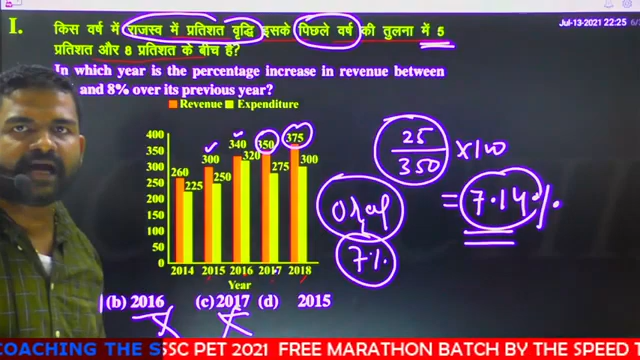 Jul-13-2021 22:25 6/
I. किस वर्ष में राजस्व में प्रतिशत वृद्धि इसके पिछले वर्ष की तुलना में 5
प्रतिशत और 8 प्रतिशत के बीच है?
In which year is the percentage increase in revenue between
and 8% over its previous year?
Revenue Expenditure
400
350
300
250
200
150
100
50
0
260 225 300 250 340 320 350 275 375 300
2014 2015 2016 2017 2018
Year
25
350 ×100
= 7.14%
Oral
7%
(b) 2016 (c) 2017 (d) 2015
COACHING THE S SSC PET 2021 FREE MARATHON BATCH BY THE SPEED T